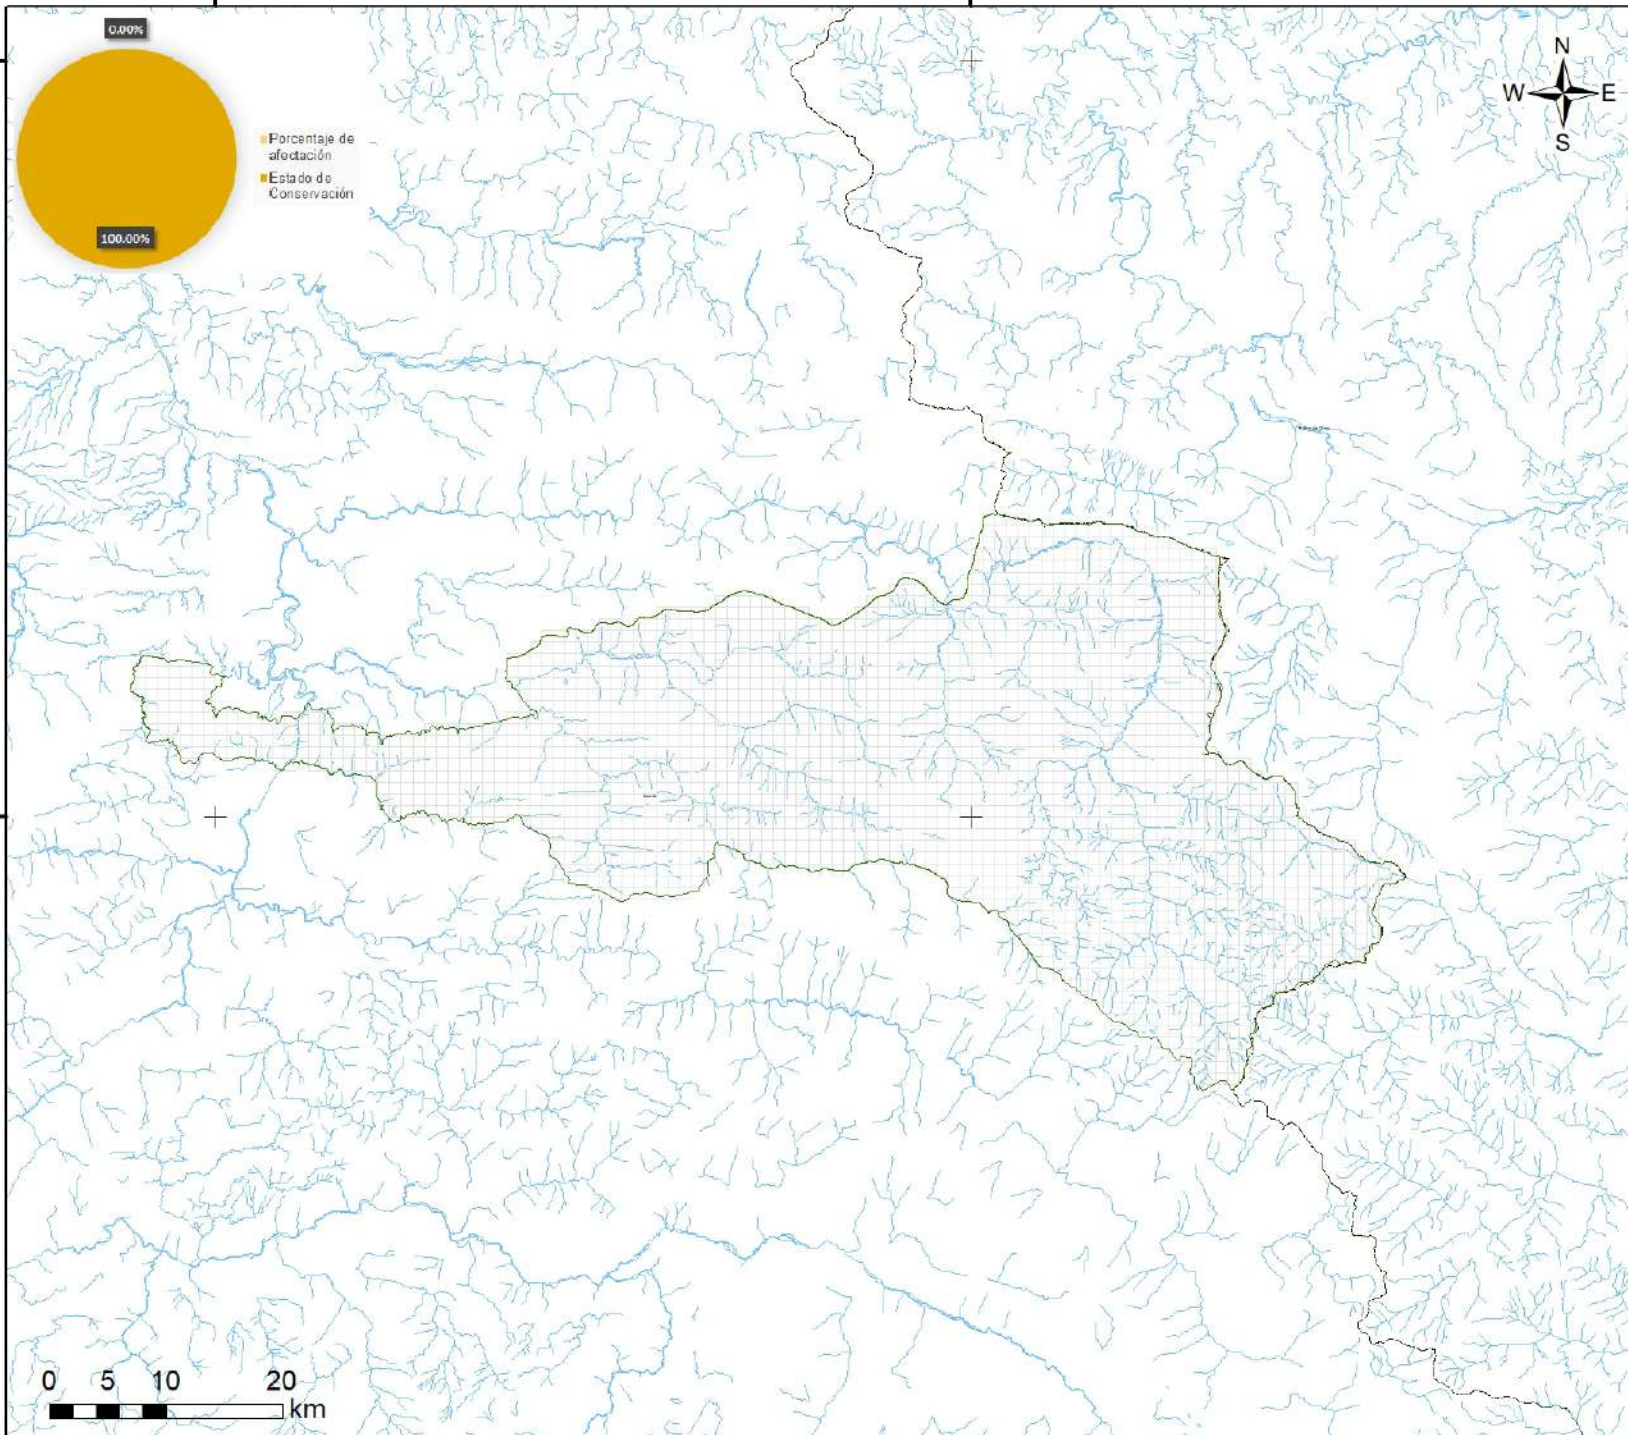 0.00%
Porcentaje de
afectación
Estado de
Conservación
100.00%
N
W E
S
0 5 10 20
km